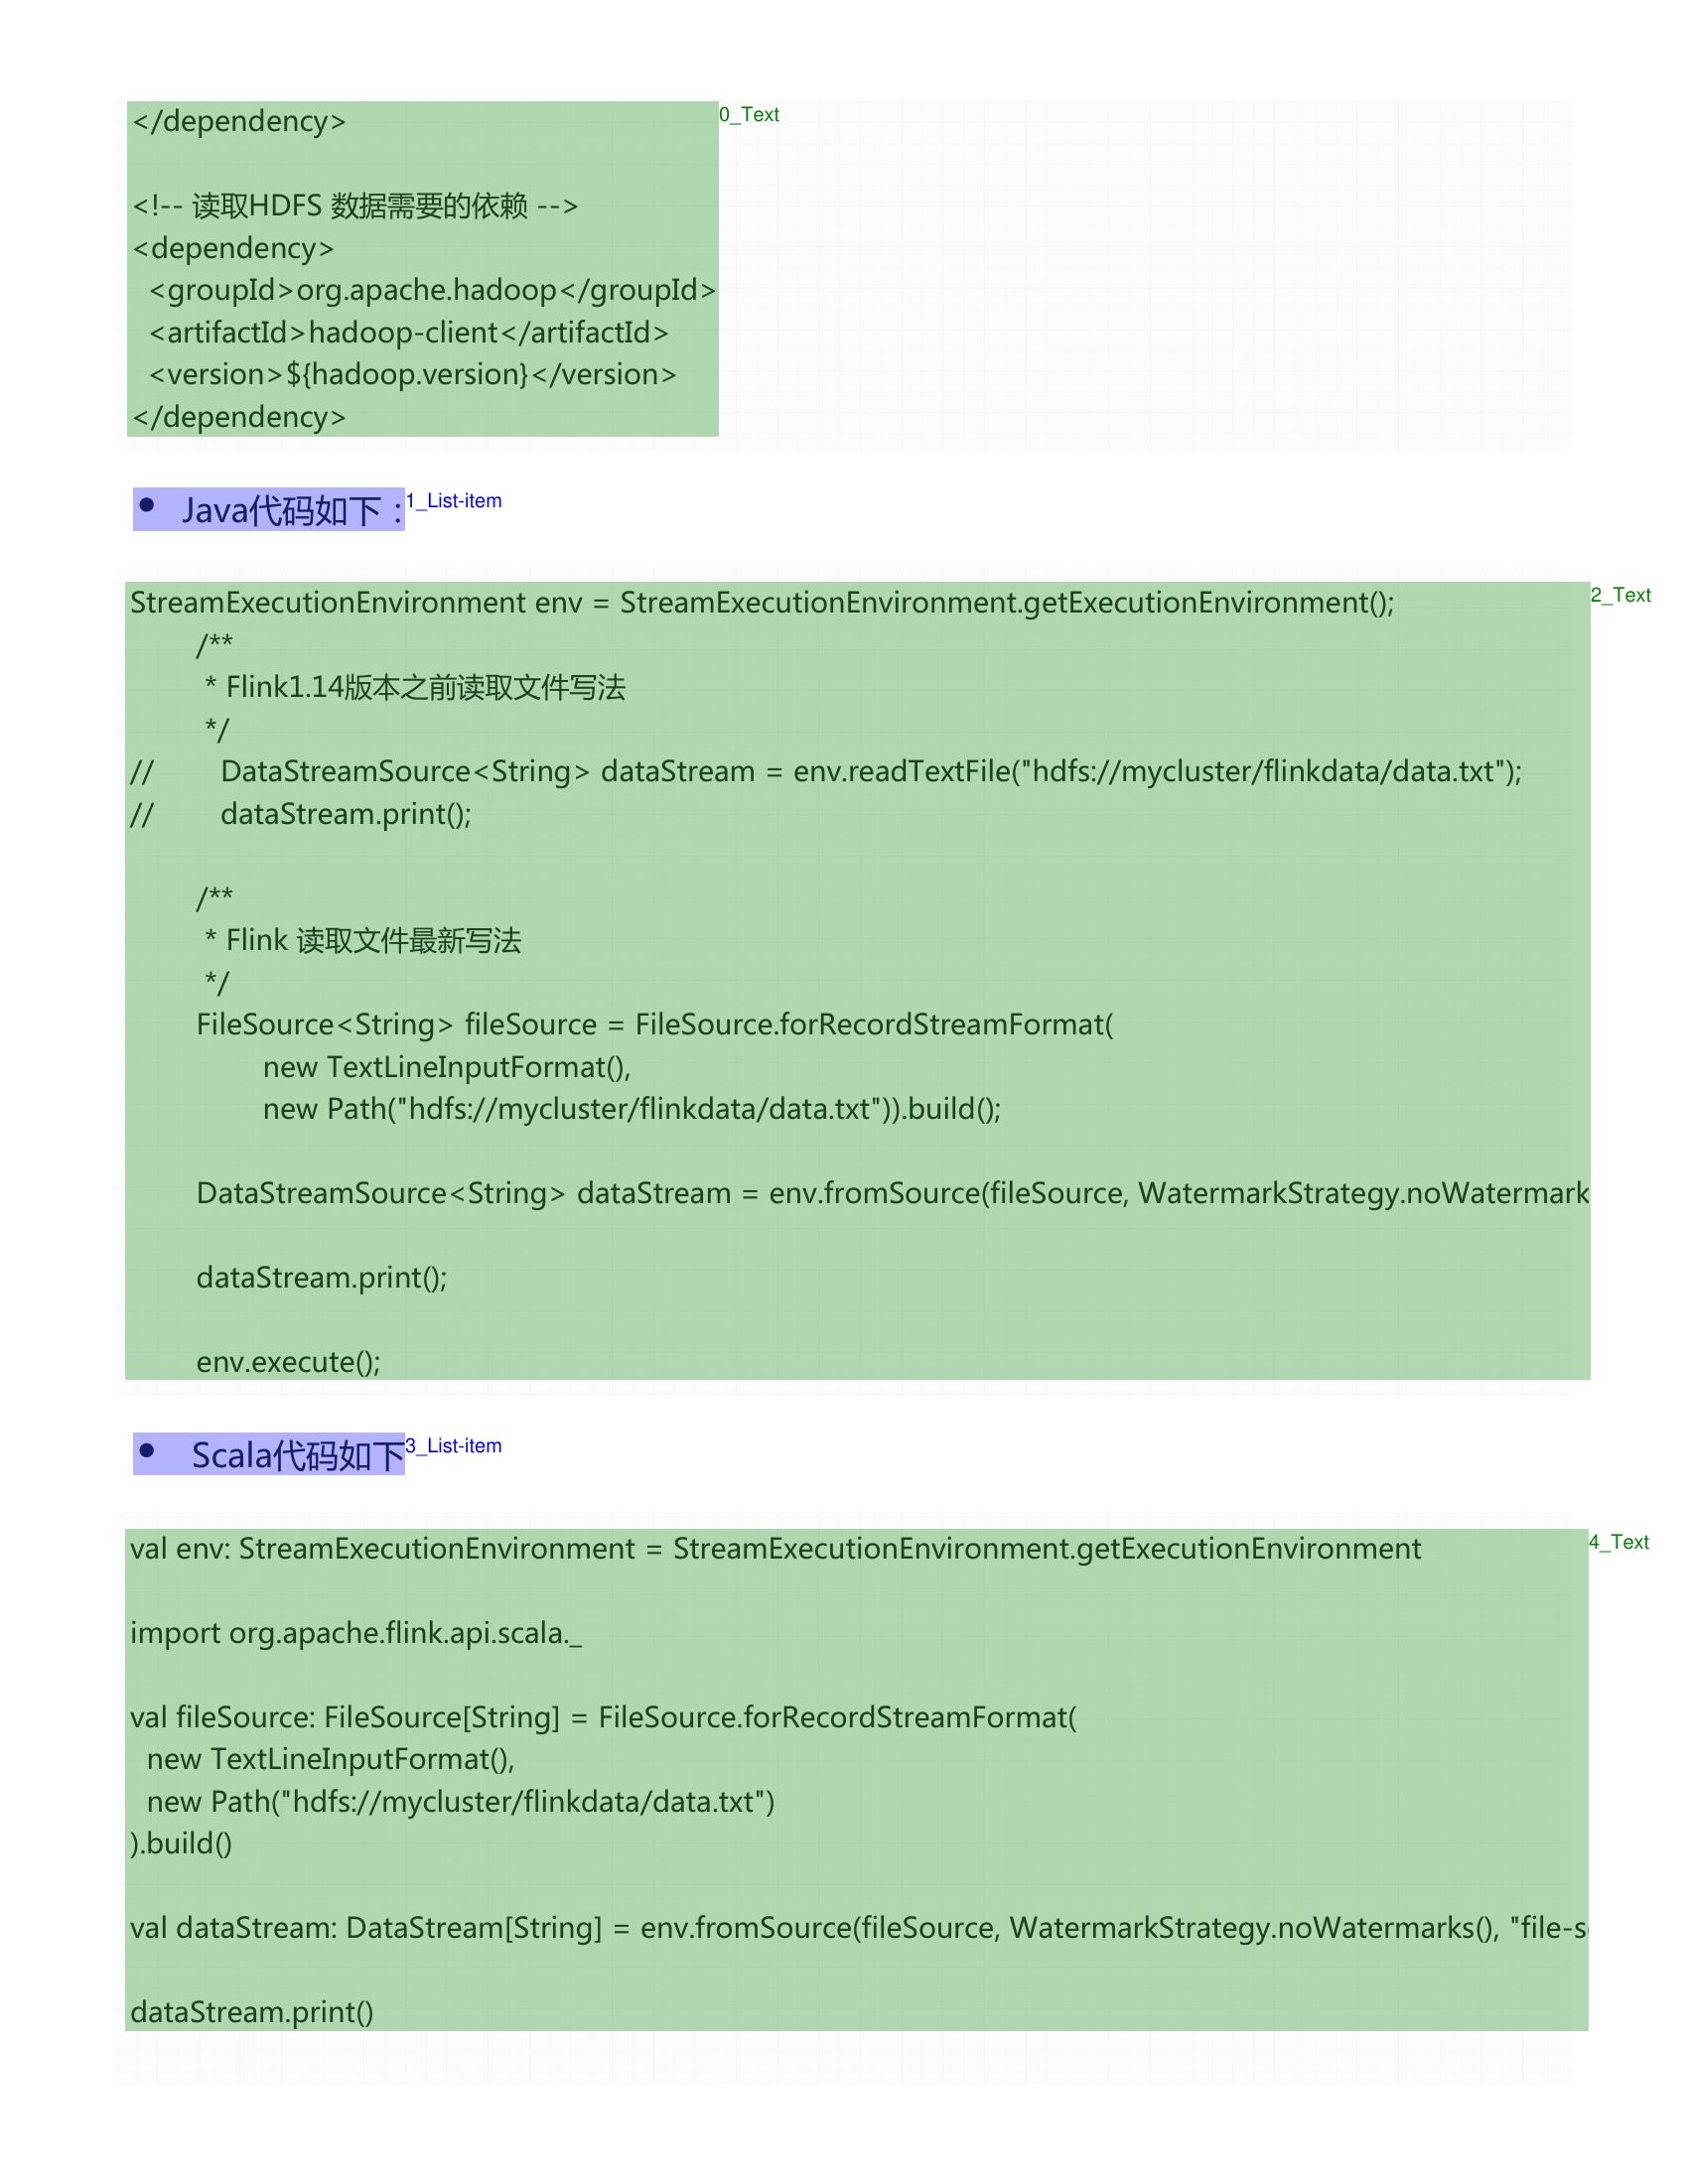 </dependency>
0_Text
<!-- 读取HDFS 数据需要的依赖 -->
<dependency>
  <groupId>org.apache.hadoop</groupId>
  <artifactId>hadoop-client</artifactId>
  <version>${hadoop.version}</version>
</dependency>
• Java代码如下：
1_List-item
StreamExecutionEnvironment env = StreamExecutionEnvironment.getExecutionEnvironment();
2_Text
        /**
         * Flink1.14版本之前读取文件写法
         */
//        DataStreamSource<String> dataStream = env.readTextFile("hdfs://mycluster/flinkdata/data.txt");
//        dataStream.print();
        /**
         * Flink 读取文件最新写法
         */
        FileSource<String> fileSource = FileSource.forRecordStreamFormat(
                new TextLineInputFormat(),
                new Path("hdfs://mycluster/flinkdata/data.txt")).build();
        DataStreamSource<String> dataStream = env.fromSource(fileSource, WatermarkStrategy.noWatermark
        dataStream.print();
        env.execute();
• Scala代码如下
3_List-item
val env: StreamExecutionEnvironment = StreamExecutionEnvironment.getExecutionEnvironment
4_Text
import org.apache.flink.api.scala._
val fileSource: FileSource[String] = FileSource.forRecordStreamFormat(
  new TextLineInputFormat(),
  new Path("hdfs://mycluster/flinkdata/data.txt")
).build()
val dataStream: DataStream[String] = env.fromSource(fileSource, WatermarkStrategy.noWatermarks(), "file-s
dataStream.print()